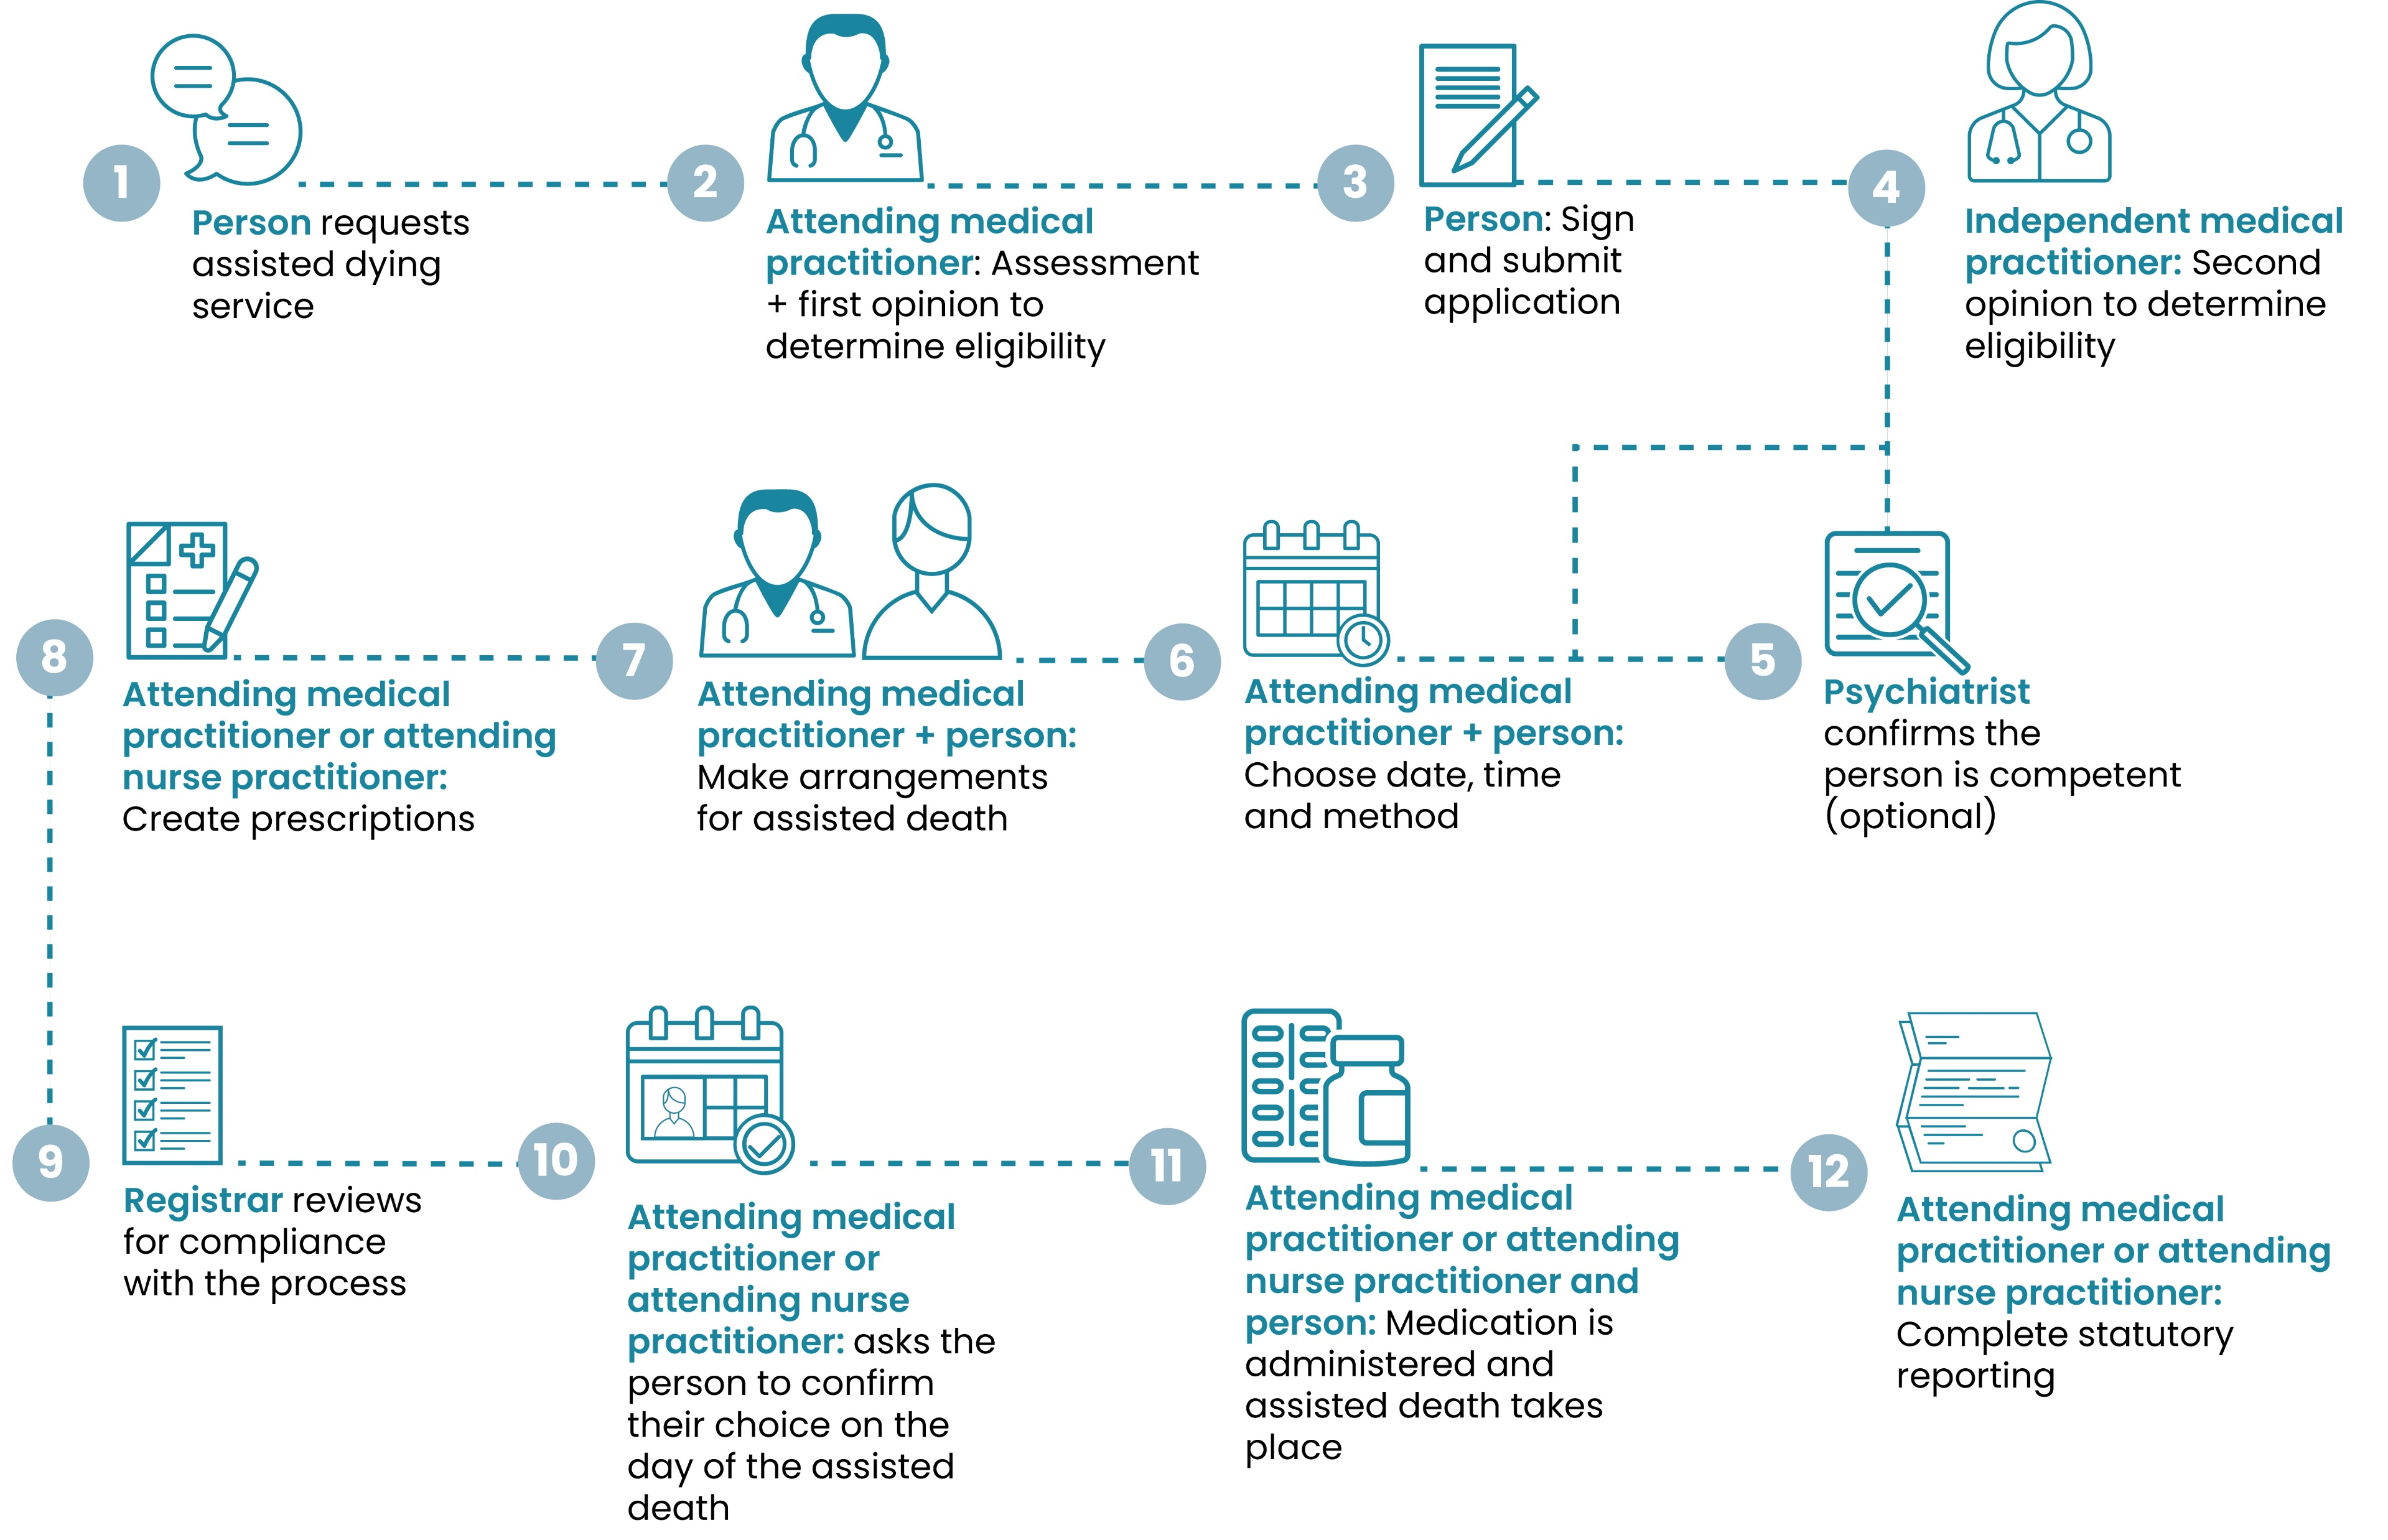 1
Person requests
assisted dying
service
2
Attending medical
practitioner: Assessment
+ first opinion to
determine eligibility
3
Person: Sign
and submit
application
4
Independent medical
practitioner: Second
opinion to determine
eligibility
5
Psychiatrist
confirms the
person is competent
(optional)
6
Attending medical
practitioner + person:
Choose date, time
and method
7
Attending medical
practitioner + person:
Make arrangements
for assisted death
8
Attending medical
practitioner or attending
nurse practitioner:
Create prescriptions
9
Registrar reviews
for compliance
with the process
10
Attending medical
practitioner or
attending nurse
practitioner: asks the
person to confirm
their choice on the
day of the assisted
death
11
Attending medical
practitioner or attending
nurse practitioner and
person: Medication is
administered and
assisted death takes
place
12
Attending medical
practitioner or attending
nurse practitioner:
Complete statutory
reporting